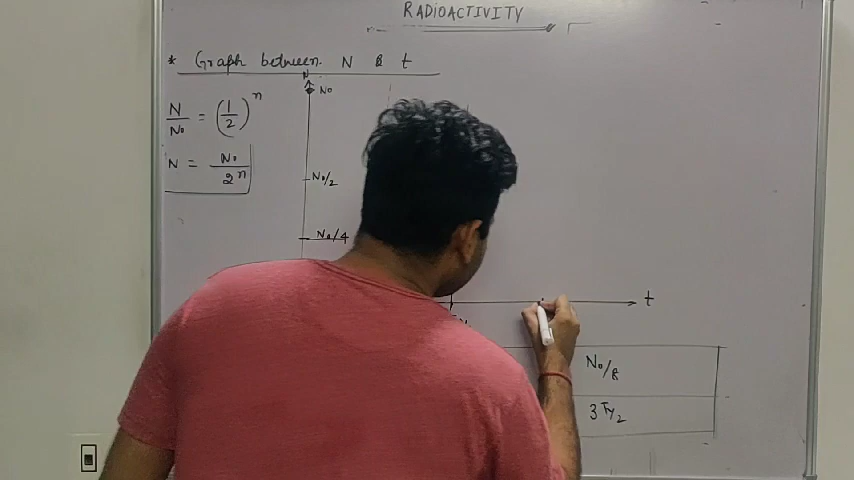 RADIOACTIVITY
* Graph between N & t
N/N₀ = (1/2)ⁿ
N = N₀/2ⁿ
N
N₀
N₀/2
N₀/4
t
N₀/8
3T½